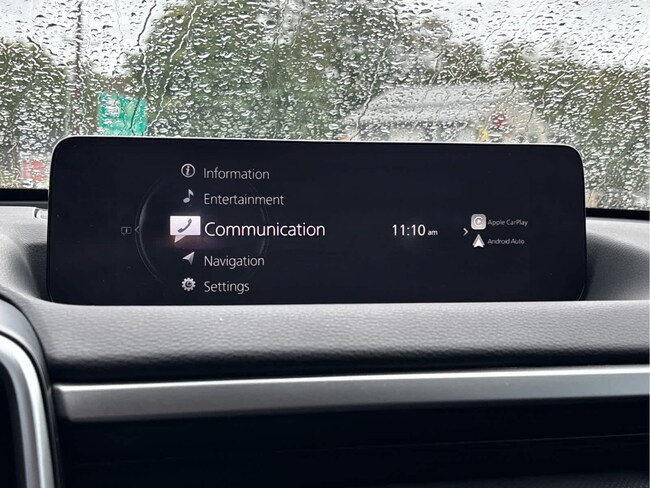 Information
Entertainment
Communication
11:10 am
Apple CarPlay
Android Auto
Navigation
Settings